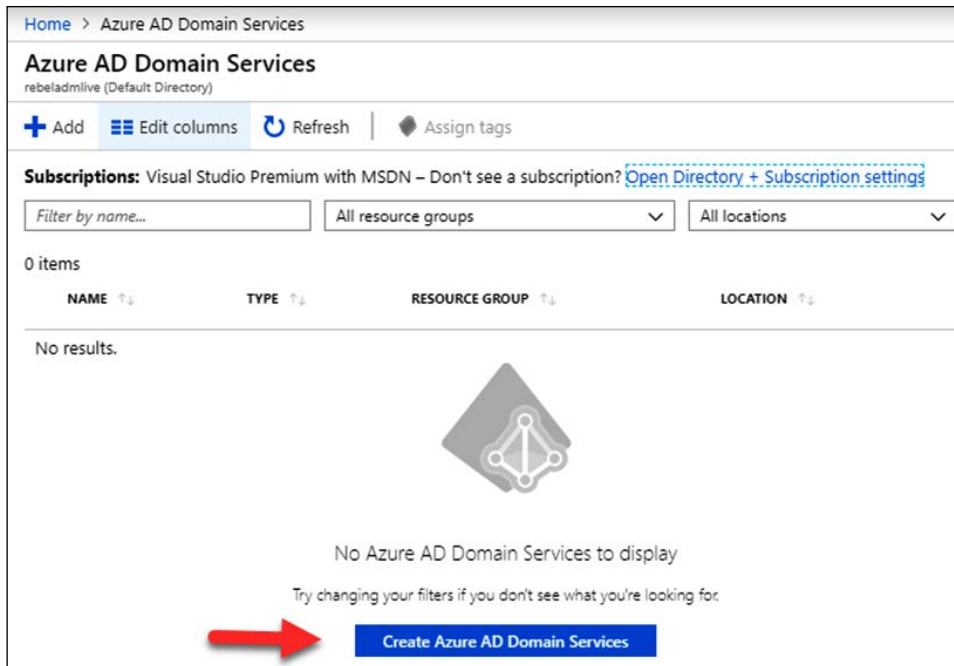 Home > Azure AD Domain Services
Azure AD Domain Services
rebeladmlive (Default Directory)
Add Edit columns Refresh Assign tags
Subscriptions: Visual Studio Premium with MSDN – Don't see a subscription? Open Directory + Subscription settings
Filter by name... All resource groups All locations
0 items
NAME TYPE RESOURCE GROUP LOCATION
No results.
No Azure AD Domain Services to display
Try changing your filters if you don't see what you're looking for.
Create Azure AD Domain Services